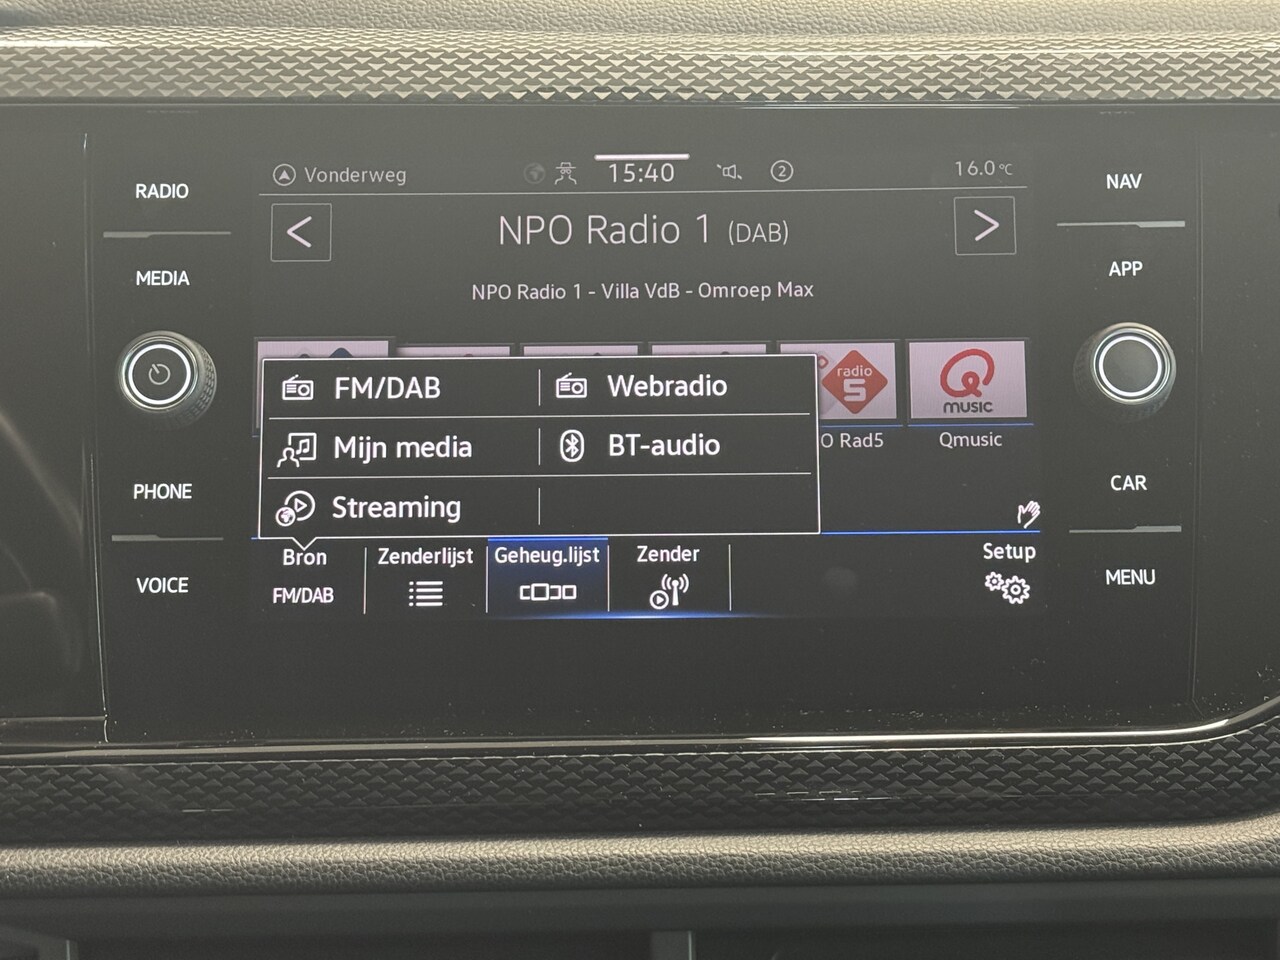 RADIO
MEDIA
PHONE
VOICE
Vonderweg
15:40
2
16.0°C
NPO Radio 1 (DAB)
NPO Radio 1 - Villa VdB - Omroep Max
FM/DAB
Webradio
Mijn media
BT-audio
Streaming
radio
5
O Rad5
MUSIC
Qmusic
Bron
FM/DAB
Zenderlijst
Geheug.lijst
Zender
Setup
NAV
APP
CAR
MENU